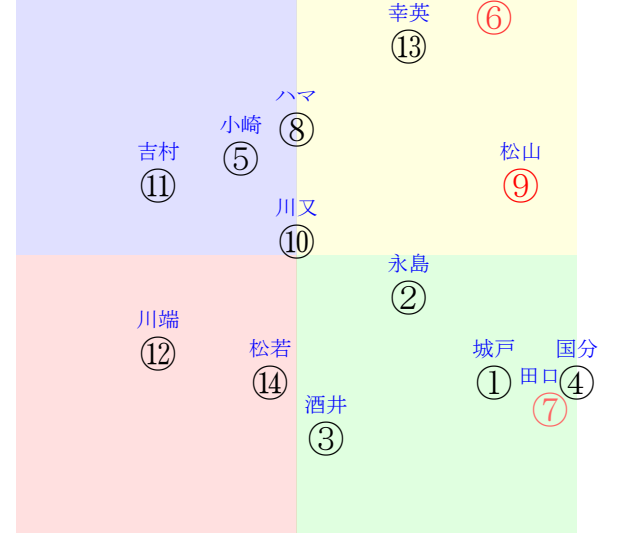 幸英
⑥
⑬
ハマ
⑧
小崎
⑤
吉村
⑪
松山
⑨
川又
⑩
永島
②
川端
⑫
松若
⑭
城戸
①
国分
④
田口
⑦
酒井
③